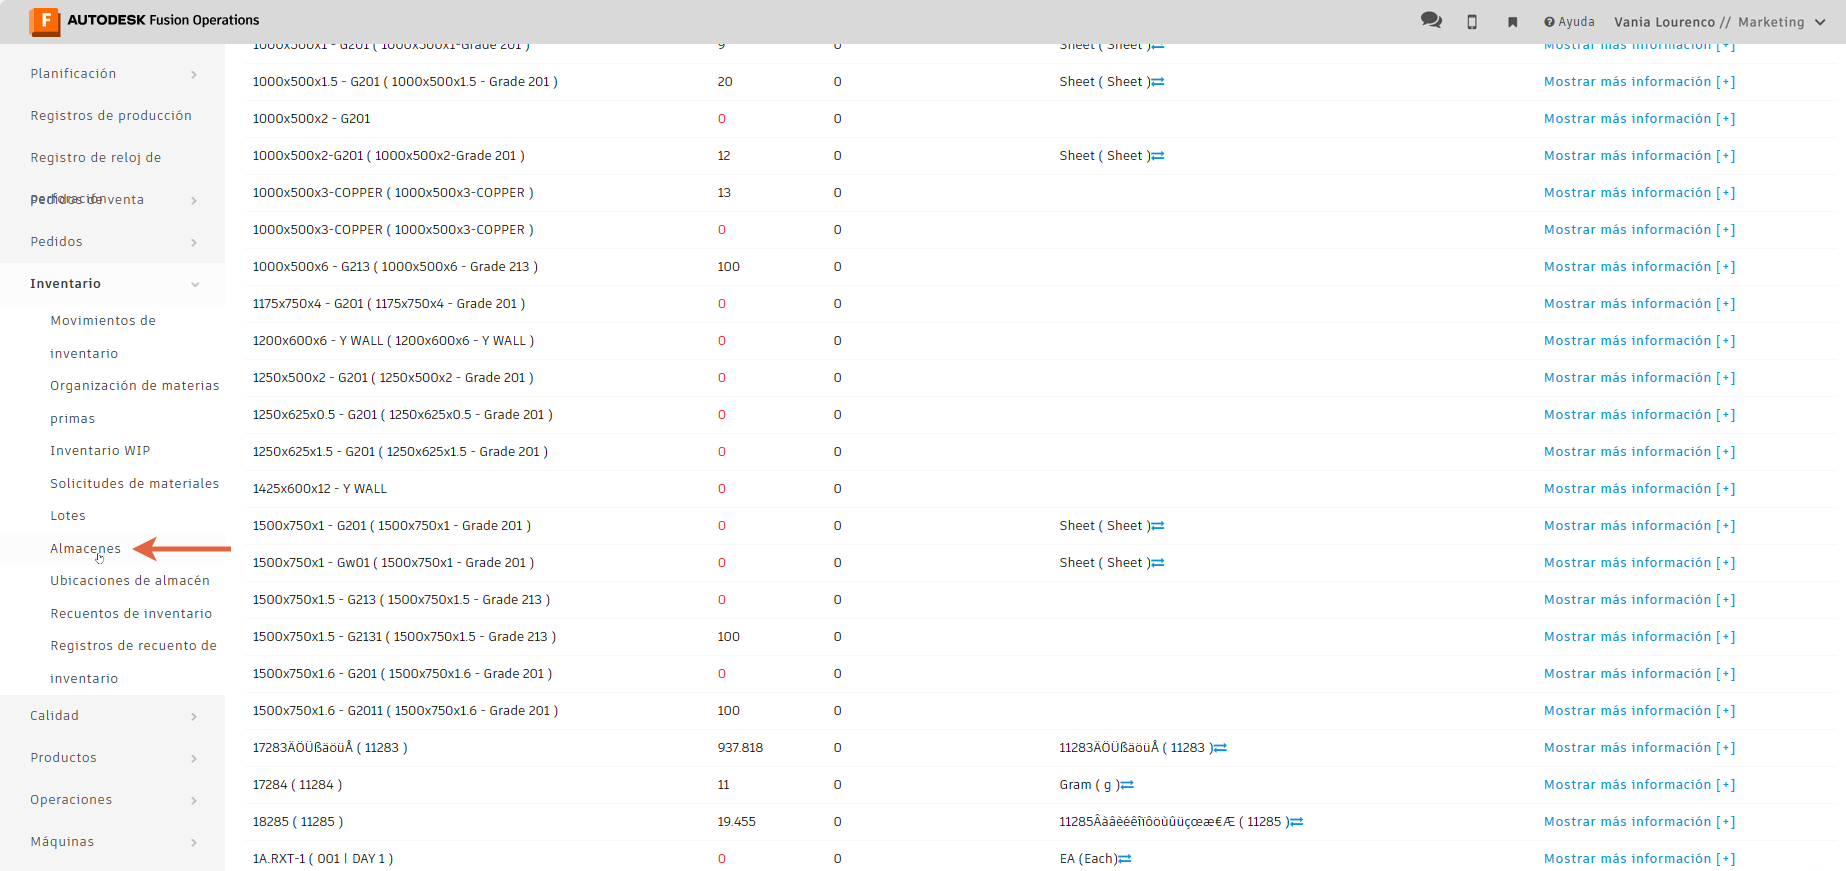 AUTODESK Fusion Operations
Ayuda
Vania Lourenco // Marketing
Planificación
Registros de producción
Registro de reloj de
perforación
Pedidos de venta
Pedidos
Inventario
Movimientos de
inventario
Organización de materias
primas
Inventario WIP
Solicitudes de materiales
Lotes
Almacenes
Ubicaciones de almacén
Recuentos de inventario
Registros de recuento de
inventario
Calidad
Productos
Operaciones
Máquinas
1000x500x1 - G201 ( 1000x500x1-Grade 201 ) 9 0 Sheet ( Sheet ) Mostrar más información [+]
1000x500x1.5 - G201 ( 1000x500x1.5 - Grade 201 ) 20 0 Sheet ( Sheet ) Mostrar más información [+]
1000x500x2 - G201 0 0 Mostrar más información [+]
1000x500x2-G201 ( 1000x500x2-Grade 201 ) 12 0 Sheet ( Sheet ) Mostrar más información [+]
1000x500x3-COPPER ( 1000x500x3-COPPER ) 13 0 Mostrar más información [+]
1000x500x3-COPPER ( 1000x500x3-COPPER ) 0 0 Mostrar más información [+]
1000x500x6 - G213 ( 1000x500x6 - Grade 213 ) 100 0 Mostrar más información [+]
1175x750x4 - G201 ( 1175x750x4 - Grade 201 ) 0 0 Mostrar más información [+]
1200x600x6 - Y WALL ( 1200x600x6 - Y WALL ) 0 0 Mostrar más información [+]
1250x500x2 - G201 ( 1250x500x2 - Grade 201 ) 0 0 Mostrar más información [+]
1250x625x0.5 - G201 ( 1250x625x0.5 - Grade 201 ) 0 0 Mostrar más información [+]
1250x625x1.5 - G201 ( 1250x625x1.5 - Grade 201 ) 0 0 Mostrar más información [+]
1425x600x12 - Y WALL 0 0 Mostrar más información [+]
1500x750x1 - G201 ( 1500x750x1 - Grade 201 ) 0 0 Sheet ( Sheet ) Mostrar más información [+]
1500x750x1 - Gw01 ( 1500x750x1 - Grade 201 ) 0 0 Sheet ( Sheet ) Mostrar más información [+]
1500x750x1.5 - G213 ( 1500x750x1.5 - Grade 213 ) 0 0 Mostrar más información [+]
1500x750x1.5 - G2131 ( 1500x750x1.5 - Grade 213 ) 100 0 Mostrar más información [+]
1500x750x1.6 - G201 ( 1500x750x1.6 - Grade 201 ) 0 0 Mostrar más información [+]
1500x750x1.6 - G2011 ( 1500x750x1.6 - Grade 201 ) 100 0 Mostrar más información [+]
17283ÄÖÜßäöüÅ ( 11283 ) 937.818 0 11283ÄÖÜßäöüÅ ( 11283 ) Mostrar más información [+]
17284 ( 11284 ) 11 0 Gram ( g ) Mostrar más información [+]
18285 ( 11285 ) 19.455 0 11285Âàâèéêîïôöùûüçœæ€Æ ( 11285 ) Mostrar más información [+]
1A.RXT-1 ( 001 | DAY 1 ) 0 0 EA (Each) Mostrar más información [+]